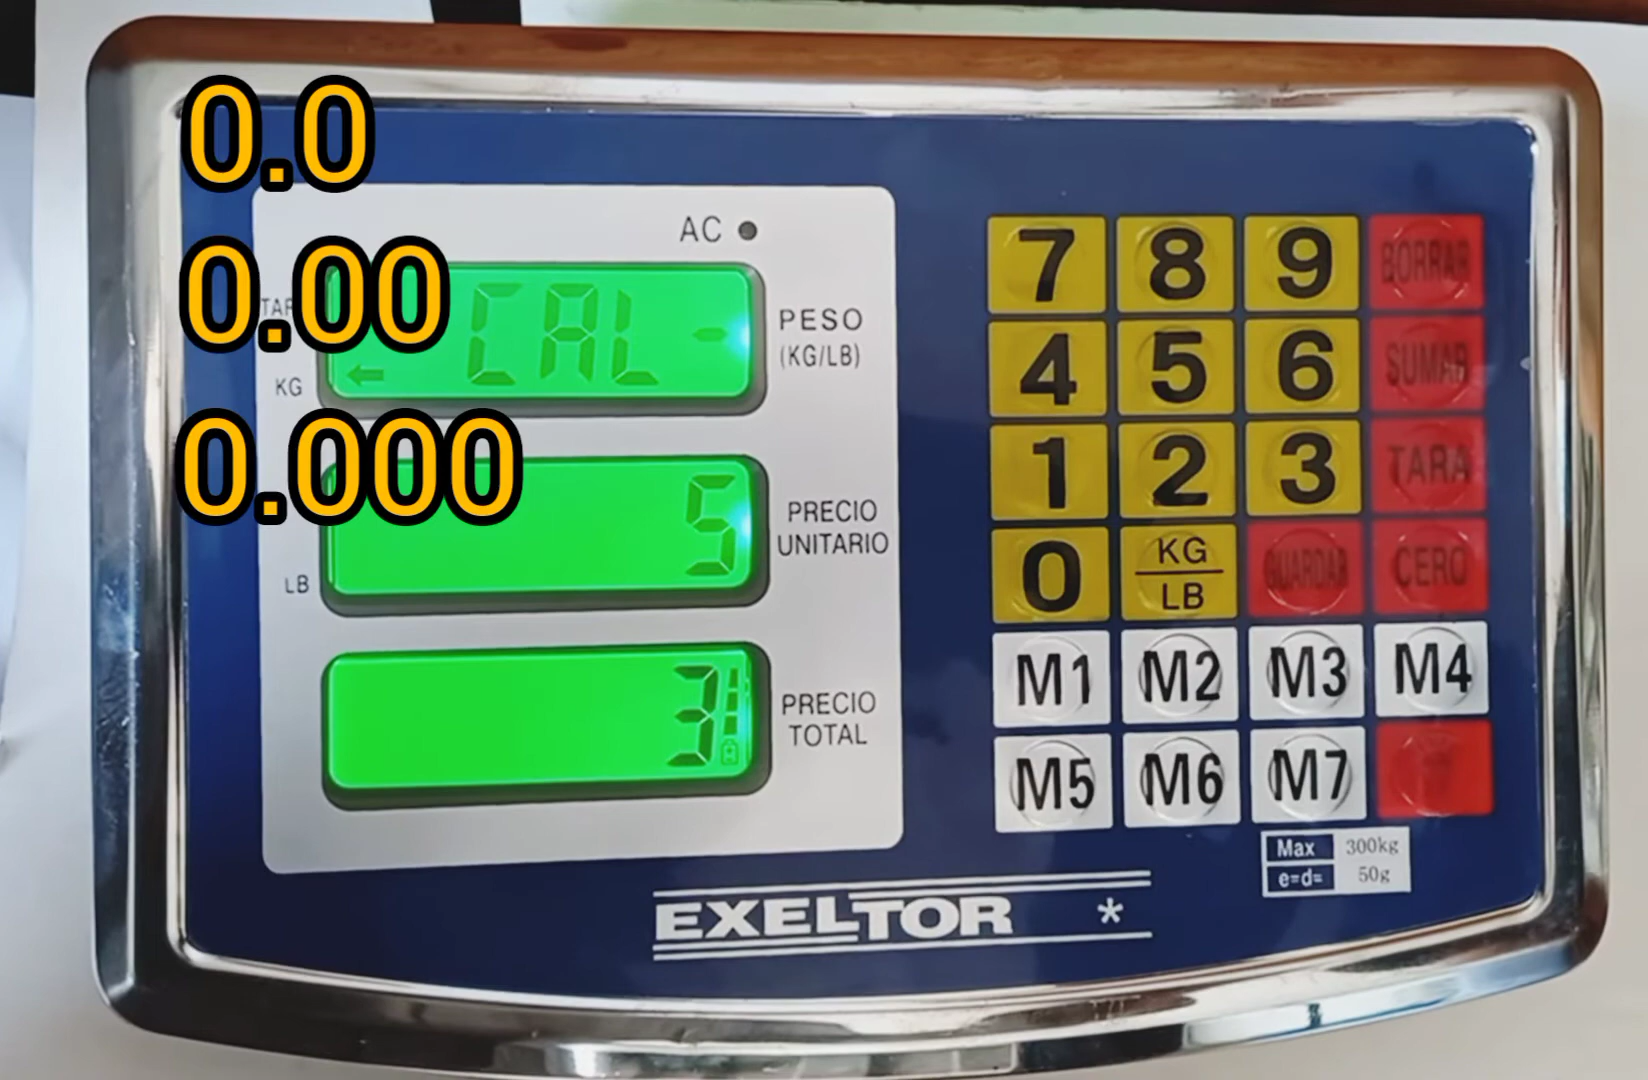 0.0
0.00
0.000
AC
CAL -
PESO
(KG/LB)
KG
5
PRECIO
UNITARIO
LB
31
PRECIO
TOTAL
7 8 9 BORRAR
4 5 6 SUMAR
1 2 3 TARA
0 KG
LB GUARDAR CERO
M1 M2 M3 M4
M5 M6 M7
Max 300kg
e=d= 50g
EXELTOR *